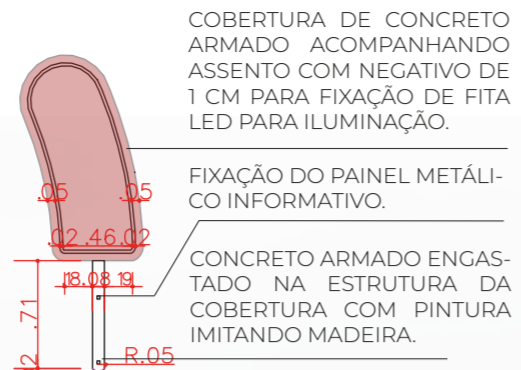 COBERTURA DE CONCRETO
ARMADO ACOMPANHANDO
ASSENTO COM NEGATIVO DE
1 CM PARA FIXAÇÃO DE FITA
LED PARA ILUMINAÇÃO.
.05 .05
FIXAÇÃO DO PAINEL METÁLI-
CO INFORMATIVO.
.02 .46 .02
CONCRETO ARMADO ENGAS-
TADO NA ESTRUTURA DA
COBERTURA COM PINTURA
IMITANDO MADEIRA.
18 .08 19
.71
R.05